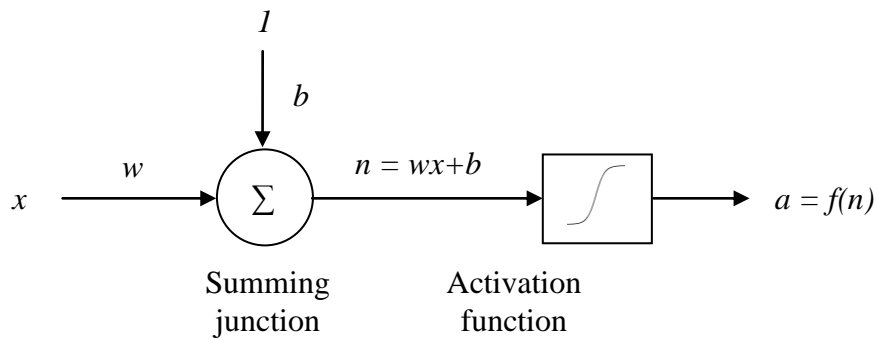 1
b
w
n = wx+b
x
Σ
a = f(n)
Summing
junction
Activation
function